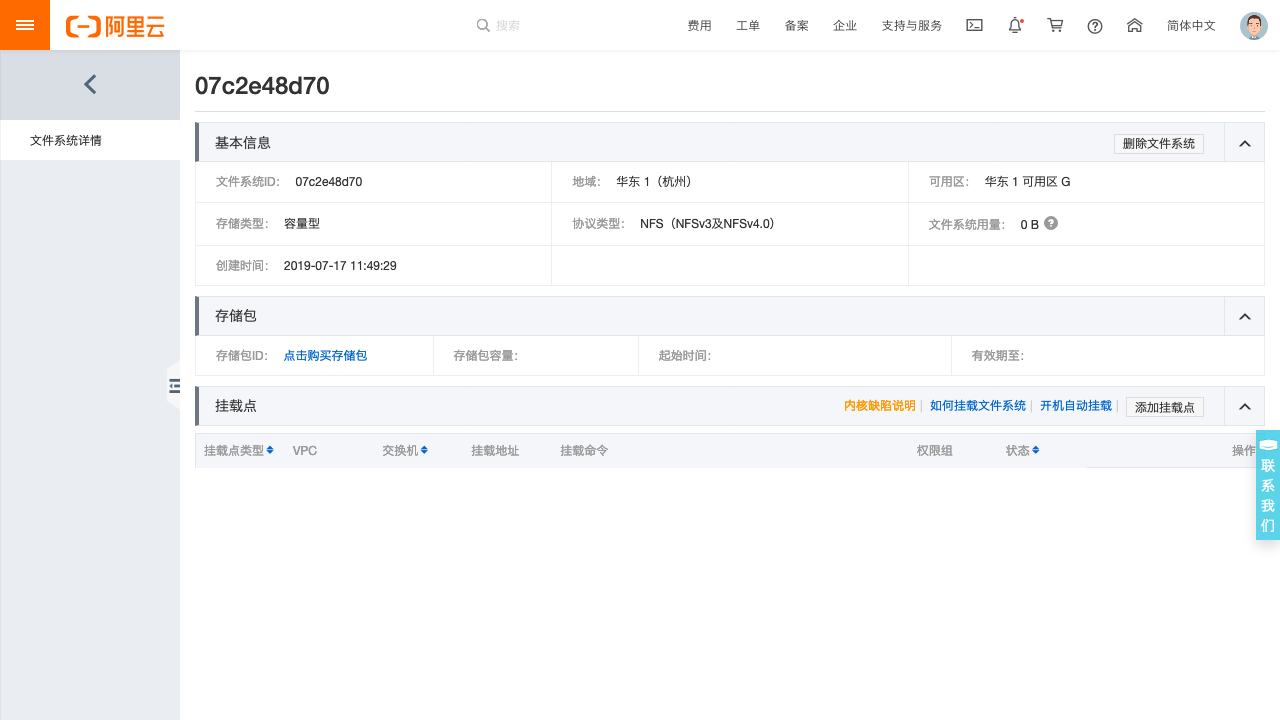 阿里云 搜索 费用 工单 备案 企业 支持与服务 简体中文
文件系统详情
07c2e48d70
基本信息 删除文件系统
文件系统ID： 07c2e48d70 地域： 华东 1（杭州） 可用区： 华东 1 可用区 G
存储类型： 容量型 协议类型： NFS（NFSv3及NFSv4.0） 文件系统用量： 0 B
创建时间： 2019-07-17 11:49:29
存储包
存储包ID： 点击购买存储包 存储包容量： 起始时间： 有效期至：
挂载点 内核缺陷说明 | 如何挂载文件系统 | 开机自动挂载 | 添加挂载点
挂载点类型 VPC 交换机 挂载地址 挂载命令 权限组 状态 操作
联系我们